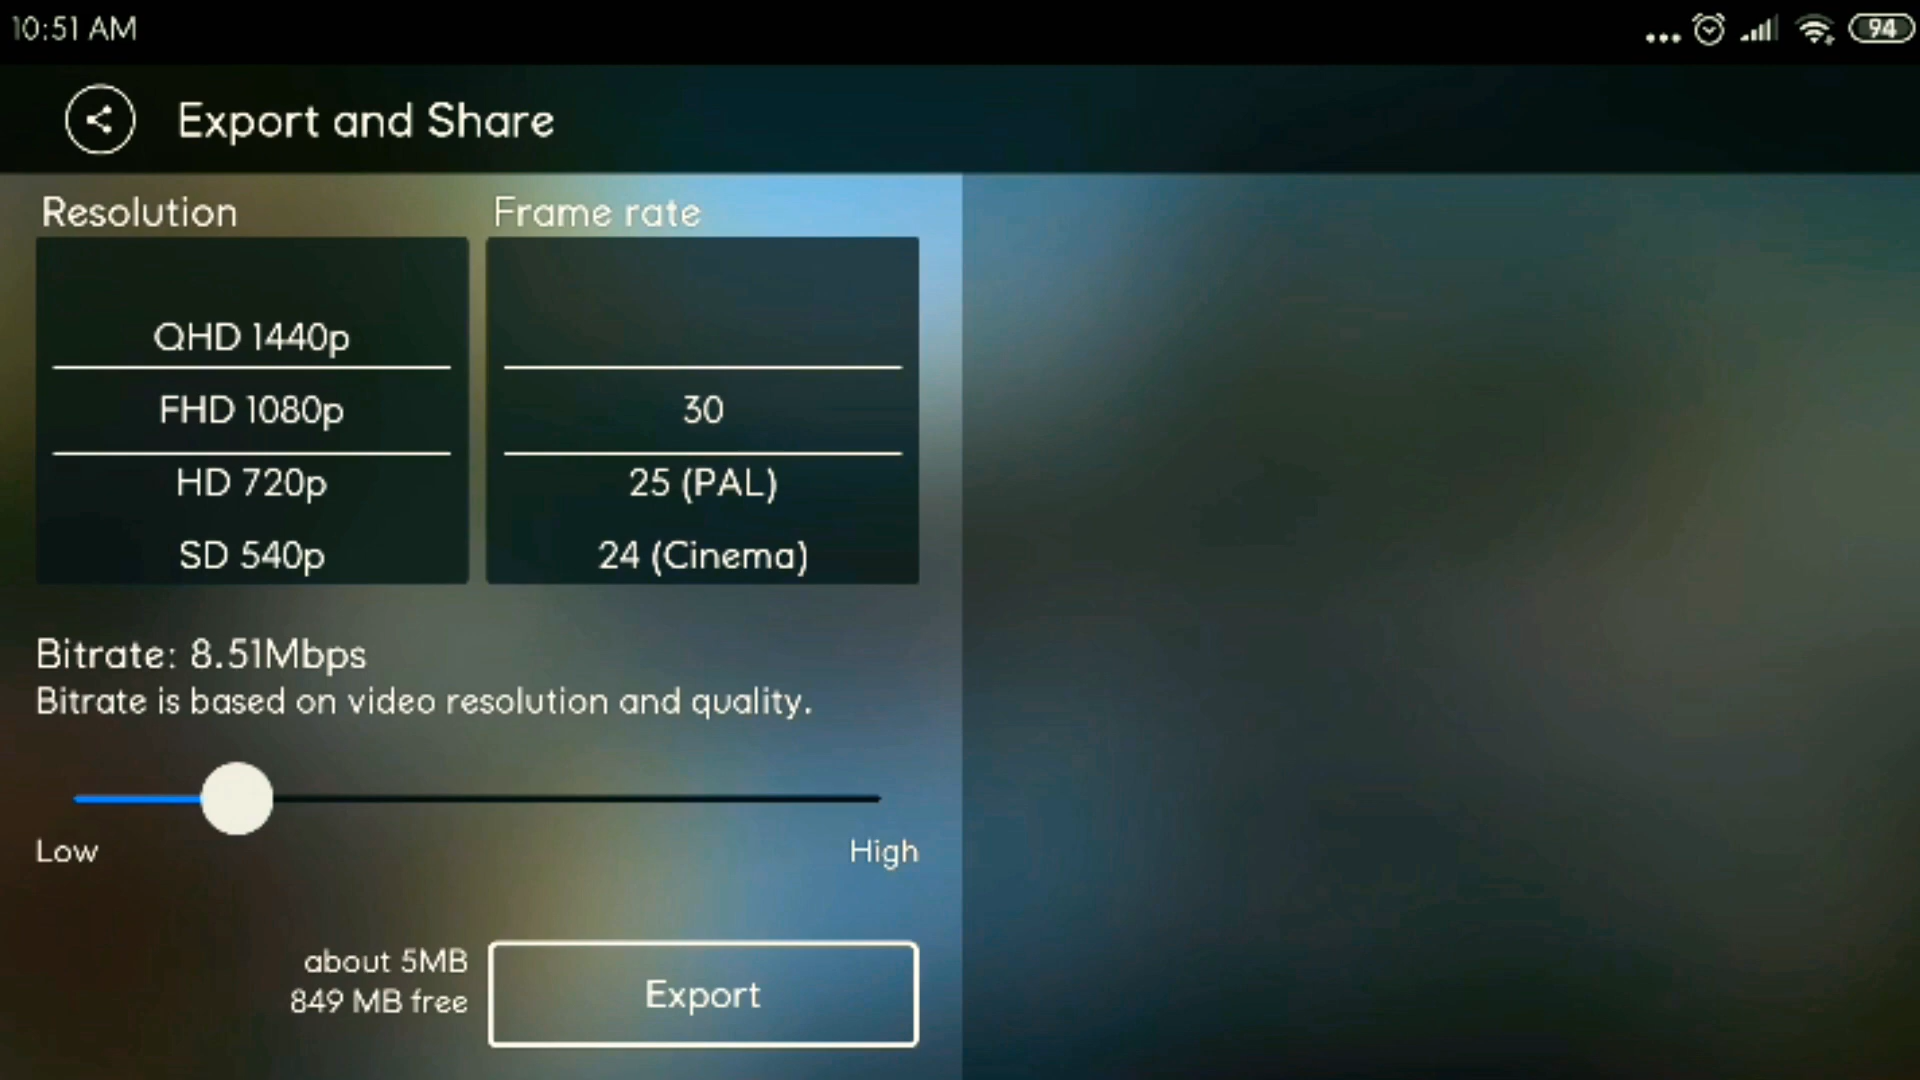 10:51 AM
94
Export and Share
Resolution
QHD 1440p
FHD 1080p
HD 720p
SD 540p
Frame rate
30
25 (PAL)
24 (Cinema)
Bitrate: 8.51Mbps
Bitrate is based on video resolution and quality.
Low
High
about 5MB
849 MB free
Export